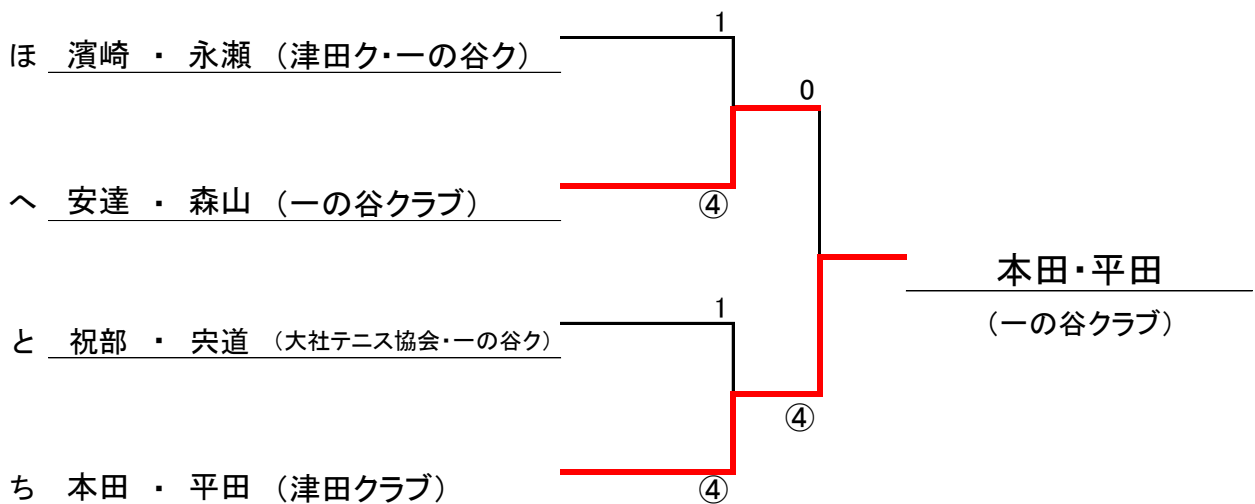 1
ほ 濱崎 ・ 永瀬 (津田ク・一の谷ク)
0
へ 安達 ・ 森山 (一の谷クラブ)
④
本田・平田
1
(一の谷クラブ)
と 祝部 ・ 宍道 (大社テニス協会・一の谷ク)
④
ち 本田 ・ 平田 (津田クラブ)
④